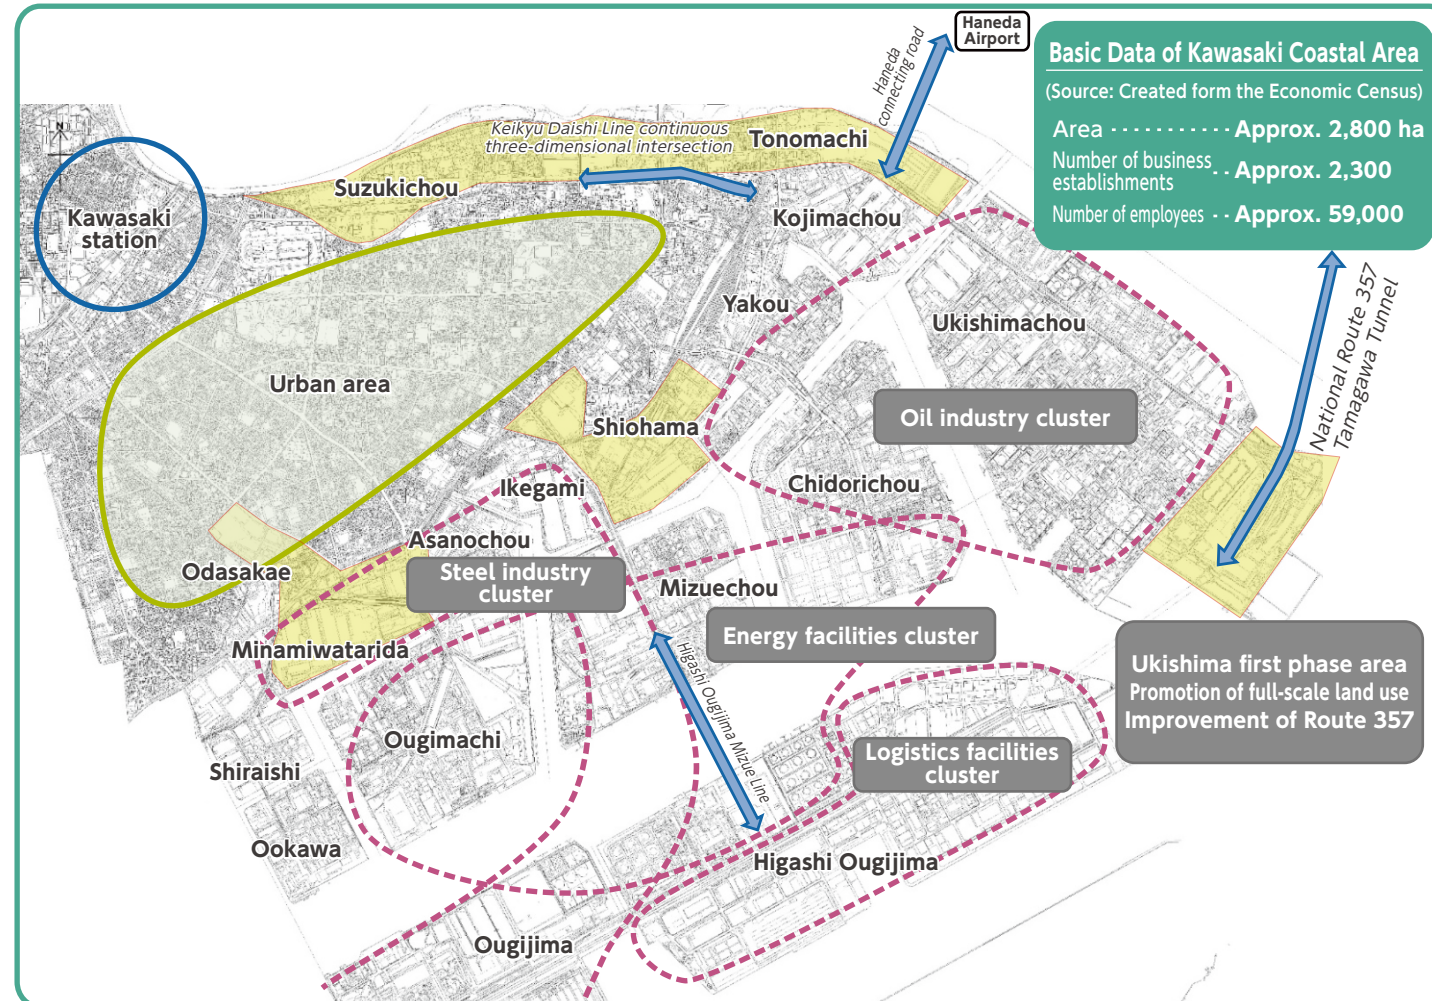 Haneda
Airport
Haneda
connecting road
Basic Data of Kawasaki Coastal Area
(Source: Created form the Economic Census)
Area ··········· Approx. 2,800 ha
Number of business
establishments ·· Approx. 2,300
Number of employees ·· Approx. 59,000
N
Keikyu Daishi Line continuous
three-dimensional intersection
Tonomachi
Suzukichou
Kawasaki
station
Kojimachou
National Route 357
Tamagawa Tunnel
Yakou
Ukishimachou
Urban area
Oil industry cluster
Shiohama
Ikegami
Chidorichou
Asanochou
Odasakae
Steel industry
cluster
Mizuechou
Energy facilities cluster
Minamiwatarida
Higashi Ougijima Mizue Line
Ukishima first phase area
Promotion of full-scale land use
Improvement of Route 357
Ougimachi
Logistics facilities
cluster
Shiraishi
Ookawa
Higashi Ougijima
Ougijima